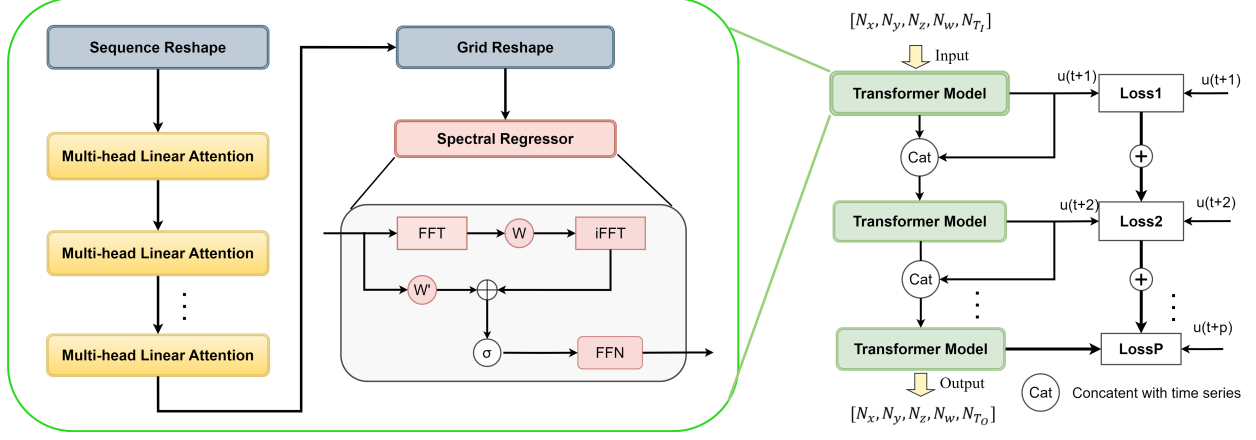 Sequence Reshape
Multi-head Linear Attention
Multi-head Linear Attention
Multi-head Linear Attention
Grid Reshape
Spectral Regressor
FFT
W
iFFT
W'
σ
FFN
[N_x, N_y, N_z, N_w, N_{T_I}]
Input
Transformer Model
u(t+1)
Loss1
u(t+1)
Cat
+
Transformer Model
u(t+2)
Loss2
u(t+2)
Cat
+
u(t+p)
Transformer Model
LossP
Output
[N_x, N_y, N_z, N_w, N_{T_O}]
Cat
Concatent with time series